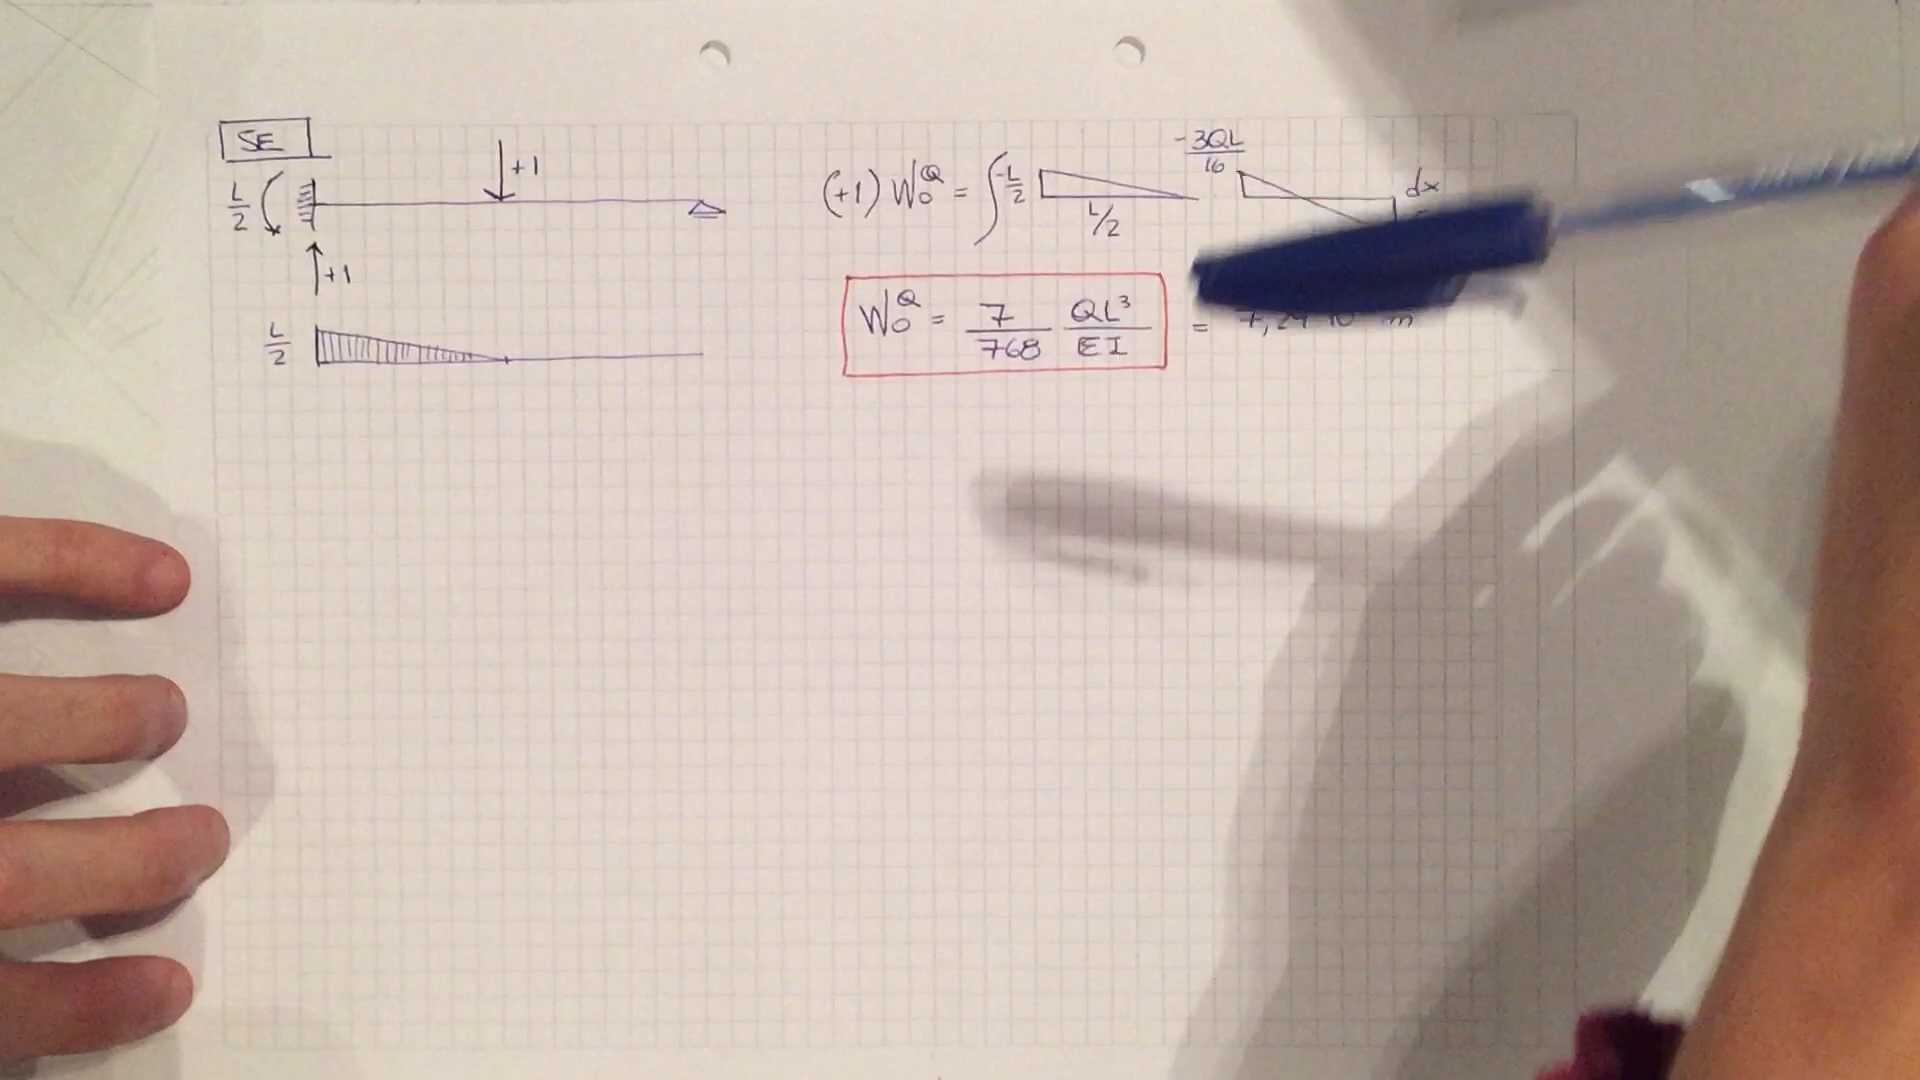 SE
+1
L/2
+1
L/2
(+1) W₀^Q = ∫ -L/2 L/2 -3QL/16 dx
W₀^Q = 7/768 QL³/EI =